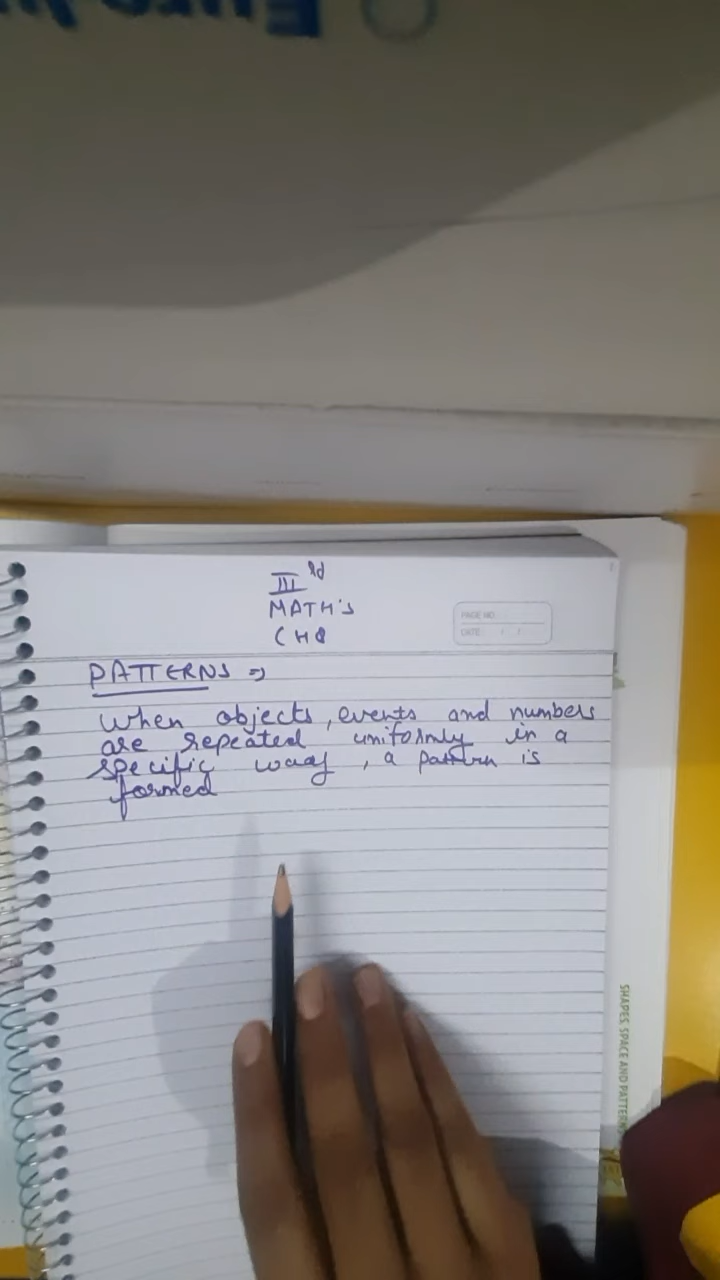 III rd
MATH'S
CH8
PAGE NO.
DATE: / /
PATTERNS ⇒
When objects, events and numbers
are repeated uniformly in a
specific way, a pattern is
formed
SHAPES, SPACE AND PATTERNS